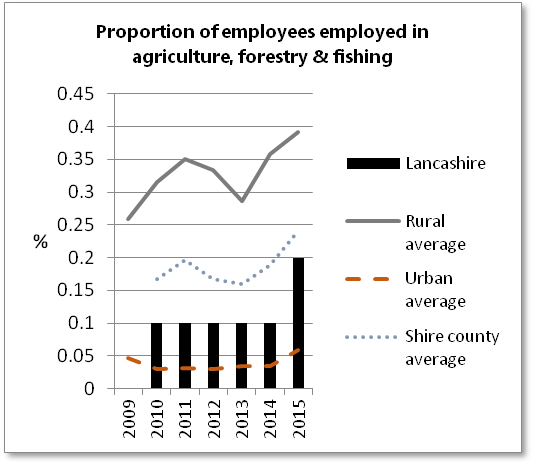 Proportion of employees employed in
agriculture, forestry & fishing
0.45
0.4
0.35
0.3
0.25
0.2
0.15
0.1
0.05
0
%
2009
2010
2011
2012
2013
2014
2015
Lancashire
Rural
average
Urban
average
Shire county
average